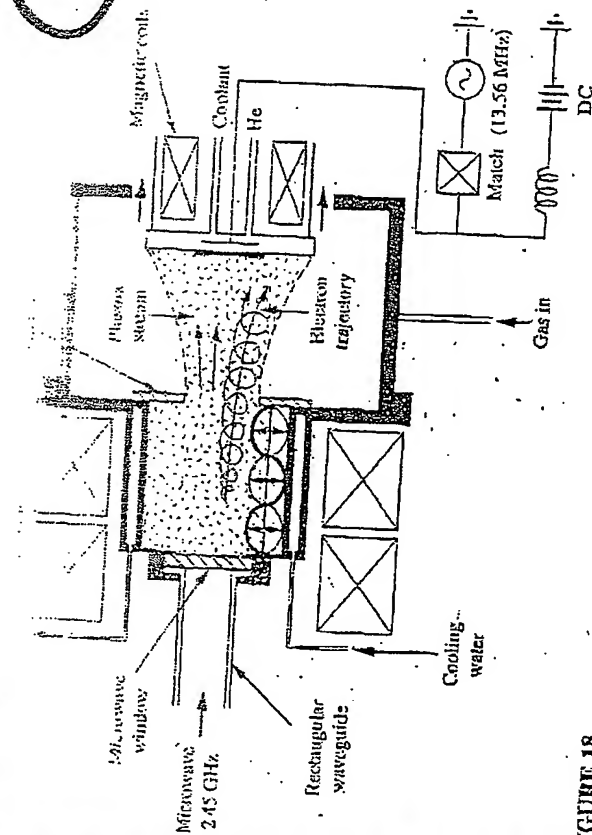 Magnetic coils
Coolant
He
Plasma
stream
Electron
trajectory
Match (13.56 MHz)
DC
Gas in
Microwave
window
Microwave
2.45 GHz
Rectangular
waveguide
Cooling
water
FIGURE 18